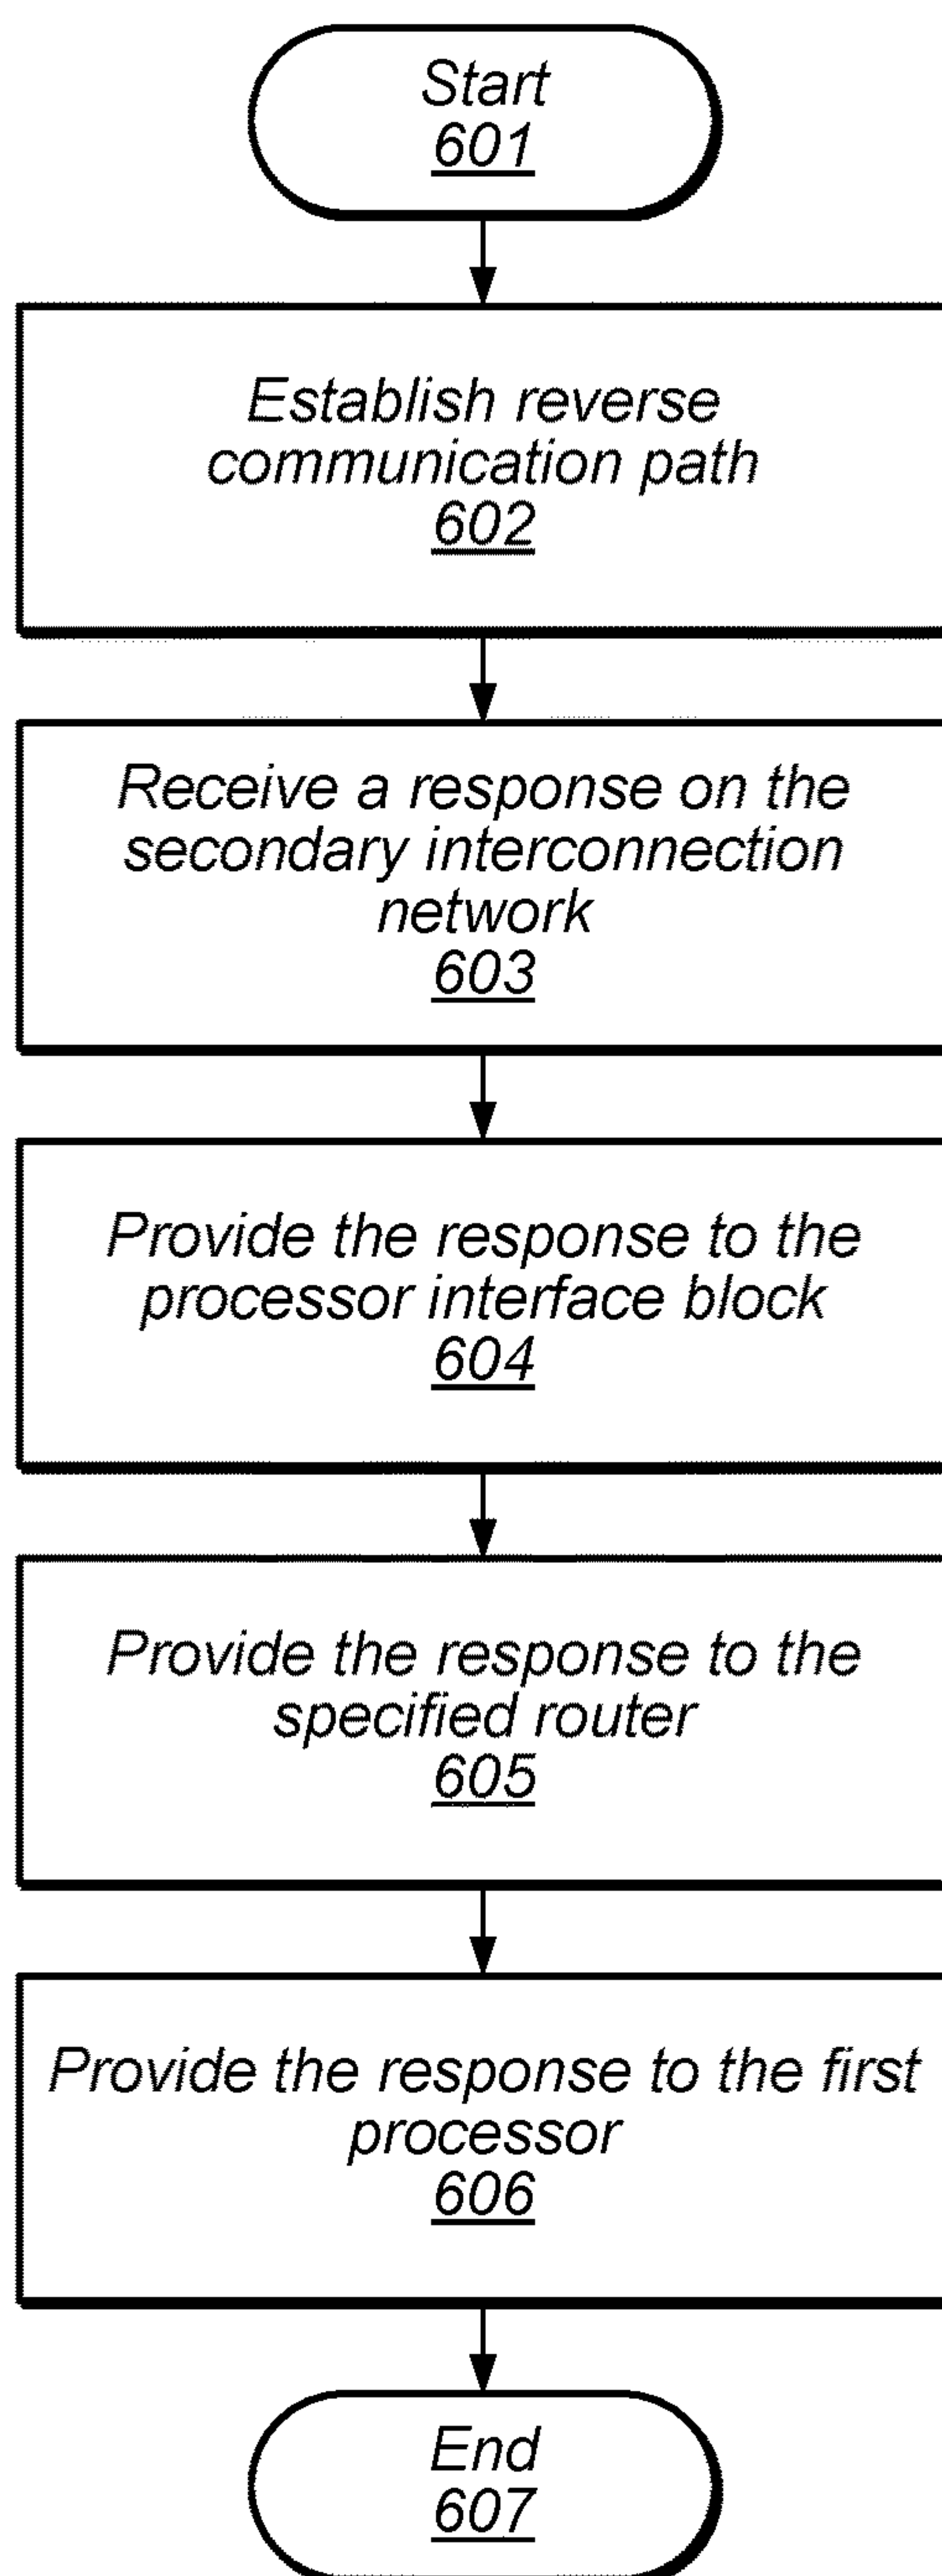 Start
601
Establish reverse
communication path
602
Receive a response on the
secondary interconnection
network
603
Provide the response to the
processor interface block
604
Provide the response to the
specified router
605
Provide the response to the first
processor
606
End
607